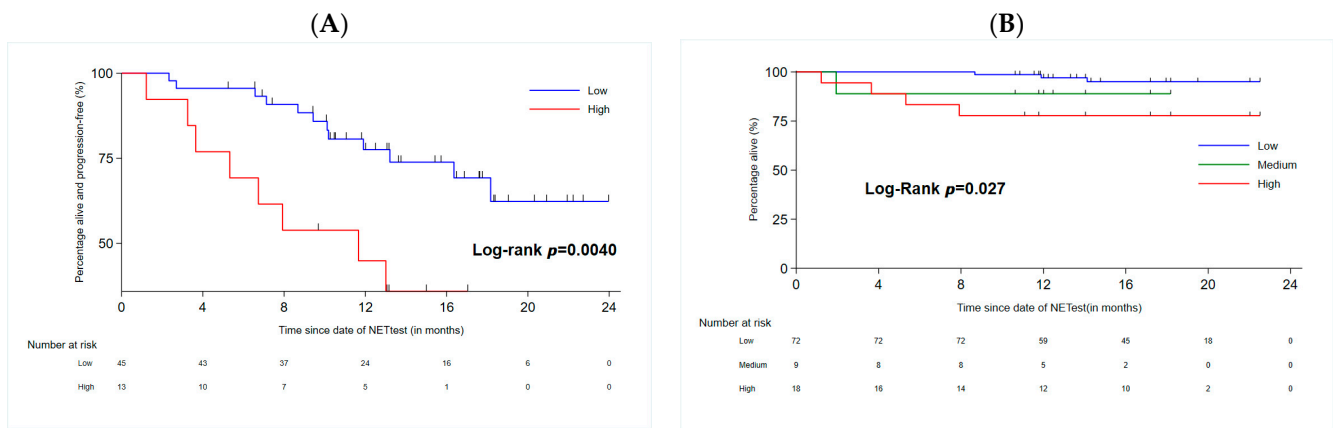 (A)
Percentage alive and progression-free (%)
100
75
50
Low
High
Log-rank p=0.0040
0 4 8 12 16 20 24
Time since date of NETtest (in months)
Number at risk
Low 45 43 37 24 16 6 0
High 13 10 7 5 1 0 0
(B)
Percentage alive (%)
100
75
50
25
0
Low
Medium
High
Log-Rank p=0.027
0 4 8 12 16 20 24
Time since date of NETtest(in months)
Number at risk
Low 72 72 72 59 45 18 0
Medium 9 8 8 5 2 0 0
High 18 16 14 12 10 2 0